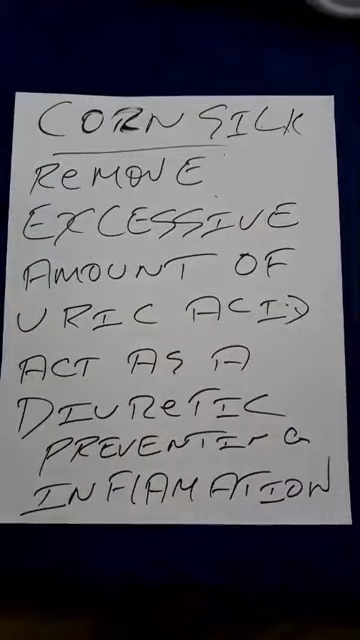 CORN SILK
REMOVE
EXCESSIVE
AMOUNT OF
URIC ACID
ACT AS A
DIURETIC
PREVENTING
INFlAMATION